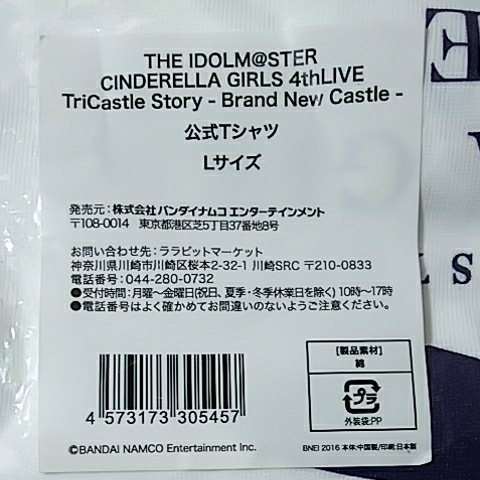 THE IDOLM@STER
CINDERELLA GIRLS 4thLIVE
TriCastle Story - Brand New Castle -
公式Tシャツ
Lサイズ
発売元：株式会社 バンダイナムコ エンターテインメント
〒108-0014　東京都港区芝5丁目37番地8号
お問い合わせ先：ララビットマーケット
神奈川県川崎市川崎区桜本2-32-1 川崎SRC 〒210-0833
電話番号：044-280-0732
●受付時間：月曜～金曜日(祝日、夏季・冬季休業日を除く) 10時～17時
●電話番号はよく確かめてお間違いのないようご注意ください。
4 573173 305457
【製品素材】
綿
プラ
外装袋:PP
©BANDAI NAMCO Entertainment Inc.
BNEI 2016 本体:中国製/印刷:日本製